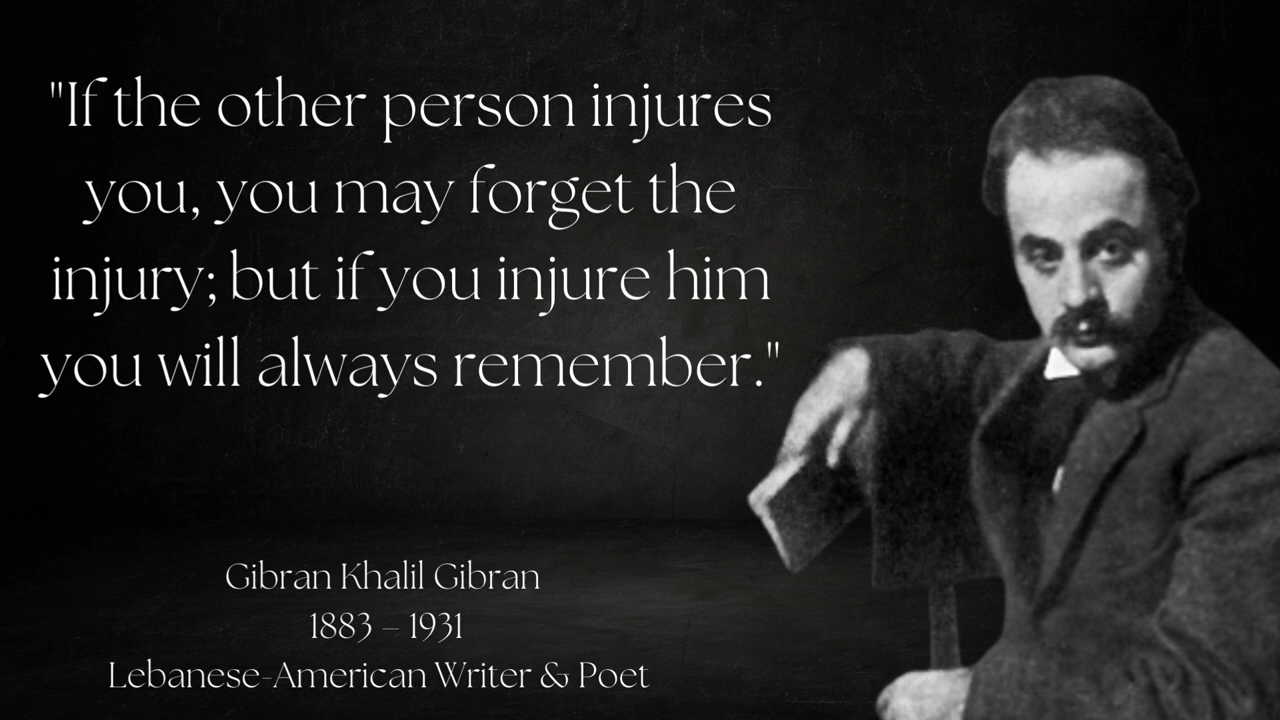 "If the other person injures
you, you may forget the
injury; but if you injure him
you will always remember."
Gibran Khalil Gibran
1883 – 1931
Lebanese-American Writer & Poet